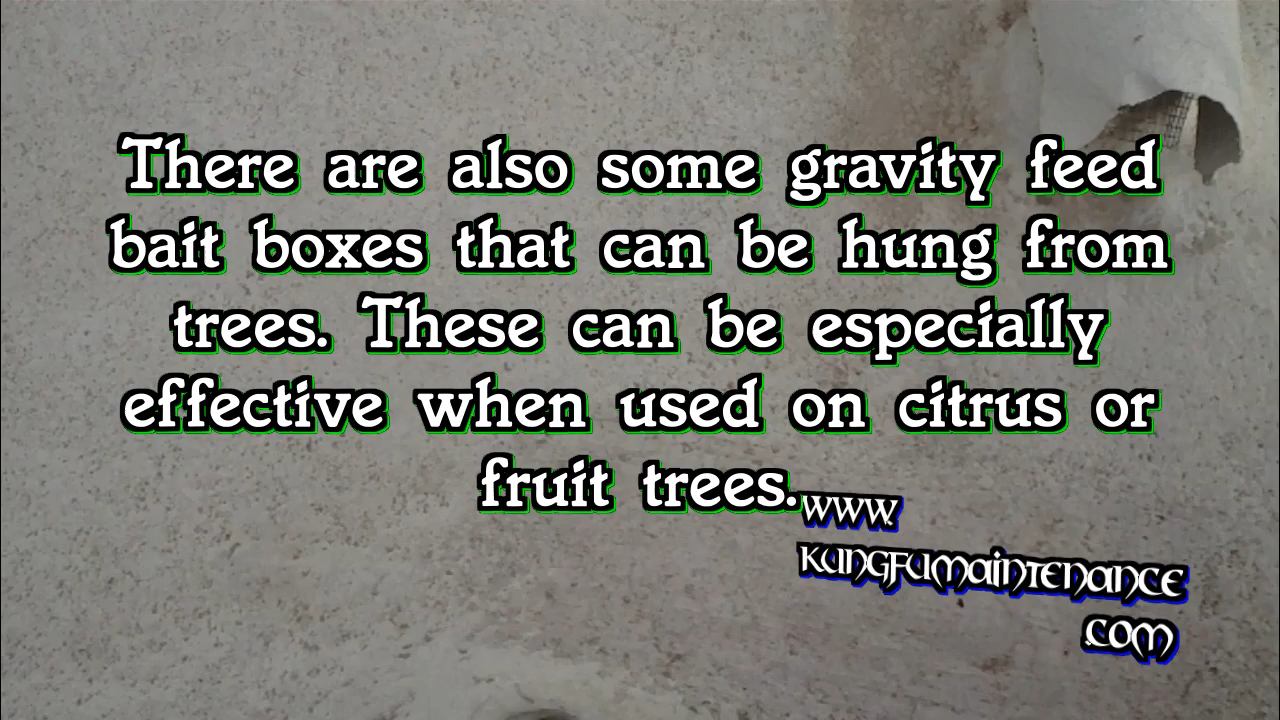 There are also some gravity feed
bait boxes that can be hung from
trees. These can be especially
effective when used on citrus or
fruit trees.
www.
KUNGFUMAINTENANCE
.COM